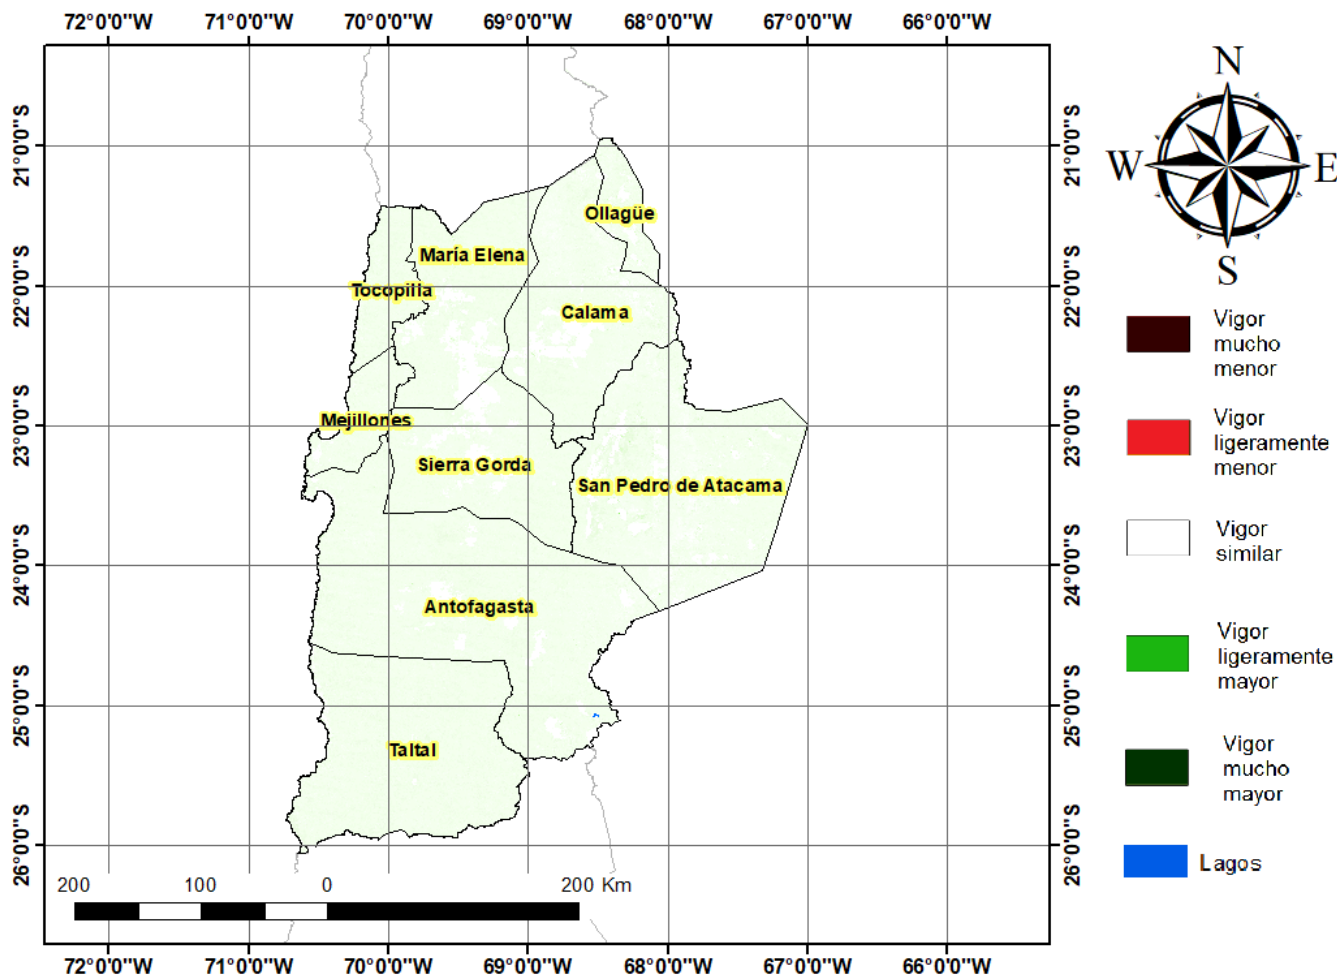 72°0'0"W 71°0'0"W 70°0'0"W 69°0'0"W 68°0'0"W 67°0'0"W 66°0'0"W
N
W E
S
21°0'0"S 21°0'0"S
22°0'0"S 22°0'0"S
23°0'0"S 23°0'0"S
24°0'0"S 24°0'0"S
25°0'0"S 25°0'0"S
26°0'0"S 26°0'0"S
Ollagüe
María Elena
Tocopilla
Calama
Mejillones
Sierra Gorda
San Pedro de Atacama
Antofagasta
Taltal
200 100 0 200 Km
72°0'0"W 71°0'0"W 70°0'0"W 69°0'0"W 68°0'0"W 67°0'0"W 66°0'0"W
Vigor
mucho
menor
Vigor
ligeramente
menor
Vigor
similar
Vigor
ligeramente
mayor
Vigor
mucho
mayor
Lagos